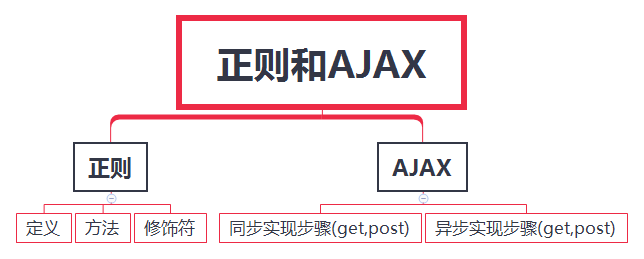 正则和AJAX
正则
AJAX
定义
方法
修饰符
同步实现步骤(get,post)
异步实现步骤(get,post)